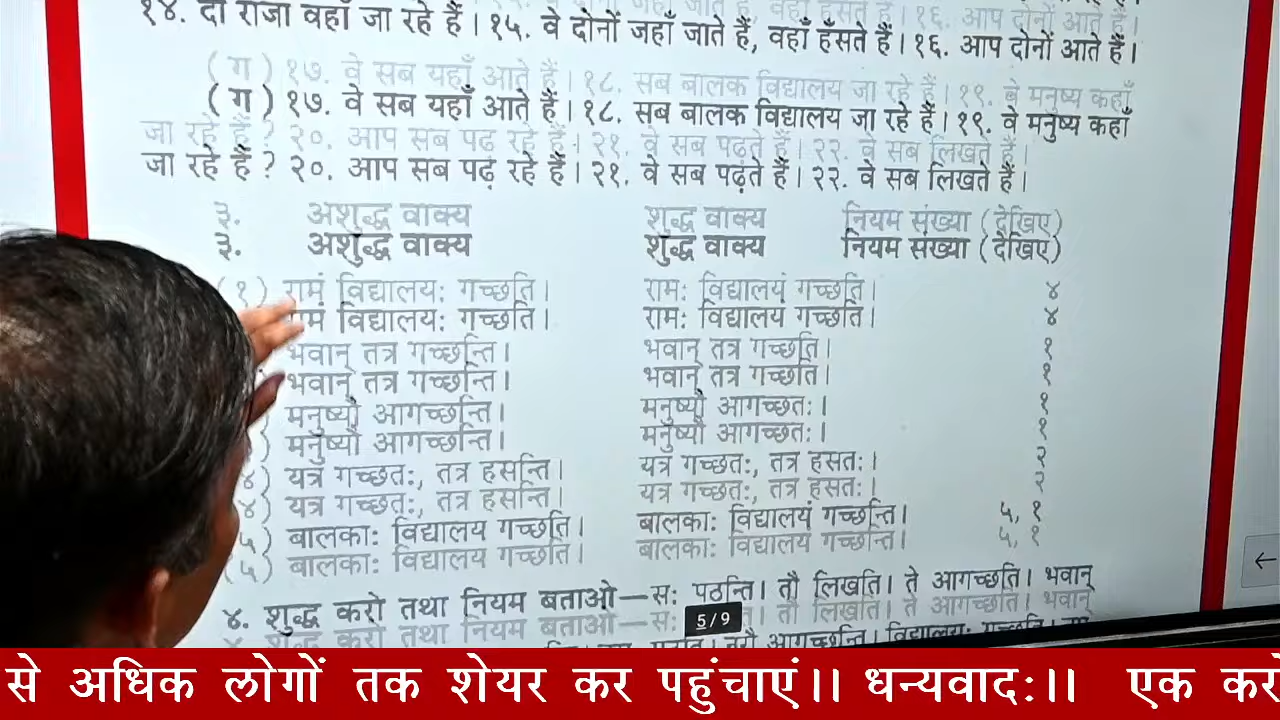 १४. दो राजा वहाँ जा रहे हैं। १५. वे दोनों जहाँ जाते हैं, वहाँ हँसते हैं। १६. आप दोनों आते हैं।
(ग) १७. वे सब यहाँ आते हैं। १८. सब बालक विद्यालय जा रहे हैं। १९. वे मनुष्य कहाँ
जा रहे हैं ? २०. आप सब पढ़ रहे हैं। २१. वे सब पढ़ते हैं। २२. वे सब लिखते हैं।
३. अशुद्ध वाक्य शुद्ध वाक्य नियम संख्या (देखिए)
(१) रामं विद्यालयः गच्छति। रामः विद्यालयं गच्छति। ४
भवान् तत्र गच्छन्ति। भवान् तत्र गच्छति। १
मनुष्यौ आगच्छन्ति। मनुष्यौ आगच्छतः। १
४) यत्र गच्छतः, तत्र हसन्ति। यत्र गच्छतः, तत्र हसतः। २
(५) बालकाः विद्यालय गच्छति। बालकाः विद्यालयं गच्छन्ति। ५, १
४. शुद्ध करो तथा नियम बताओ—सः पठन्ति। तौ लिखति। ते आगच्छति। भवान्
5/9
से अधिक लोगों तक शेयर कर पहुंचाएं।। धन्यवादः।। एक करो